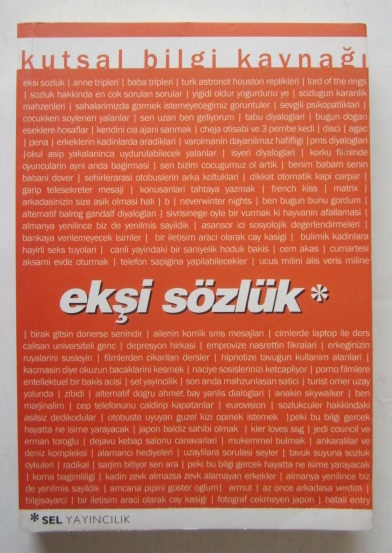 kutsal bilgi kaynağı
eksi sozluk | anne tripleri | baba tripleri | turk astronot houston replikleri | lord of the rings
| sozluk hakkinda en cok sorulan sorular | yigidi oldur yogurdunu ye | sozlugun karanlik
mahzenleri | sahalarimizda gormek istemeyecegimiz goruntuler | sevgili psikopatliklari |
cocukken soylenen yalanlar | sen uzan ben geliyorum | tabu diyaloglari | bugun dogan
eseklere hosaflar | kendini cia ajani sanmak | cheja otisabi ve 3 pembe kedi | disci | agac
| pena | erkeklerin kadinlarda aradiklari | varolmanin dayanilmaz hafifligi | pms diyaloglari
|okul asip yakalaninca uydurulabilecek yalanlar | isyeri diyaloglari | korku filminde
oyuncularin ayni anda bagirmasi | sen bizim cocugumuz ol artik | benim babam senin
babani dover | sehirlerarasi otobuslerin arka koltuklari | dikkat otomatik kapi carpar |
garip telesekreter mesaji | konusanlari tahtaya yazmak | french kiss | matrix |
arkadasinizin size asik olmasi hali | b | neverwinter nights | ben bugun bunu gordum |
alternatif balrog gandalf diyaloglari | sivrisinege oyle bir vurmak ki hayvanin afallamasi |
almanya yenilince biz de yenilmis sayildik | asansor ici sosyolojik degerlendirmeleri |
bankaya verilemeyecek isimler | bir iletisim araci olarak cay kasigi | bulimik kadinlara
hayirli seks tuyolari | canli yayindaki bir saniyelik hoduk bakis | cem akas | cumartesi
aksami evde oturmak | telefon sapigina yapilabilecekler | ucus milini alis veris miline
ekşi sözlük *
| birak gitsin donerse senindir | ailenin komik sms mesajlari | cimlerde laptop ile ders
calisan universiteli genc | depresyon hirkasi | emprovize nasrettin fikralari | erkeginizin
ruyalarini susleyin | filmlerden cikarilan dersler | hipnotize tavugun kullanim alanlari |
kacmasin diye okuzun bacaklarini kesmek | naciye sosislerinizi ketcapliyor | porno filmlere
entellektuel bir bakis acisi | sel yayincilik | son anda mahzunlasan satici | turist omer uzay
yolunda | zibidi | alternatif dogru ahmet bay yanlis diyaloglari | anakin skywalker | ben
marjinalim | cep telefonunu caldirip kapatanlar | eurovision | sozlukculer hakkindaki
asilsiz dedikodular | otobuste uyuyan guzel kizi opmek istemek | peki bu bilgi gercek
hayatta ne isime yarayacak | japon baldiz sahibi olmak | kler loves ssg | jedi council ve
erman toroglu | dejavu kebap salonu canavarlari | mukemmel bulmak | ankaralilar ve
deniz kompleksi | alamanci hediyeleri | uzaylilara sorulasi seyler | tavuk suyuna sozluk
oykuleri | radikal | sarjim bitiyor sen ara | peki bu bilgi gercek hayatta ne isime yarayacak
| koma bagimliligi | kadin zevk almazsa zevk alamayan erkekler | almanya yenilince biz
de yenilmis sayildik | amcana pipini goster oglum | armut | az once arkadasa verdim |
bilgisayarci | bir iletisim araci olarak cay kasigi | fotograf cekmeyen japon | hatali entry
* SEL YAYINCILIK